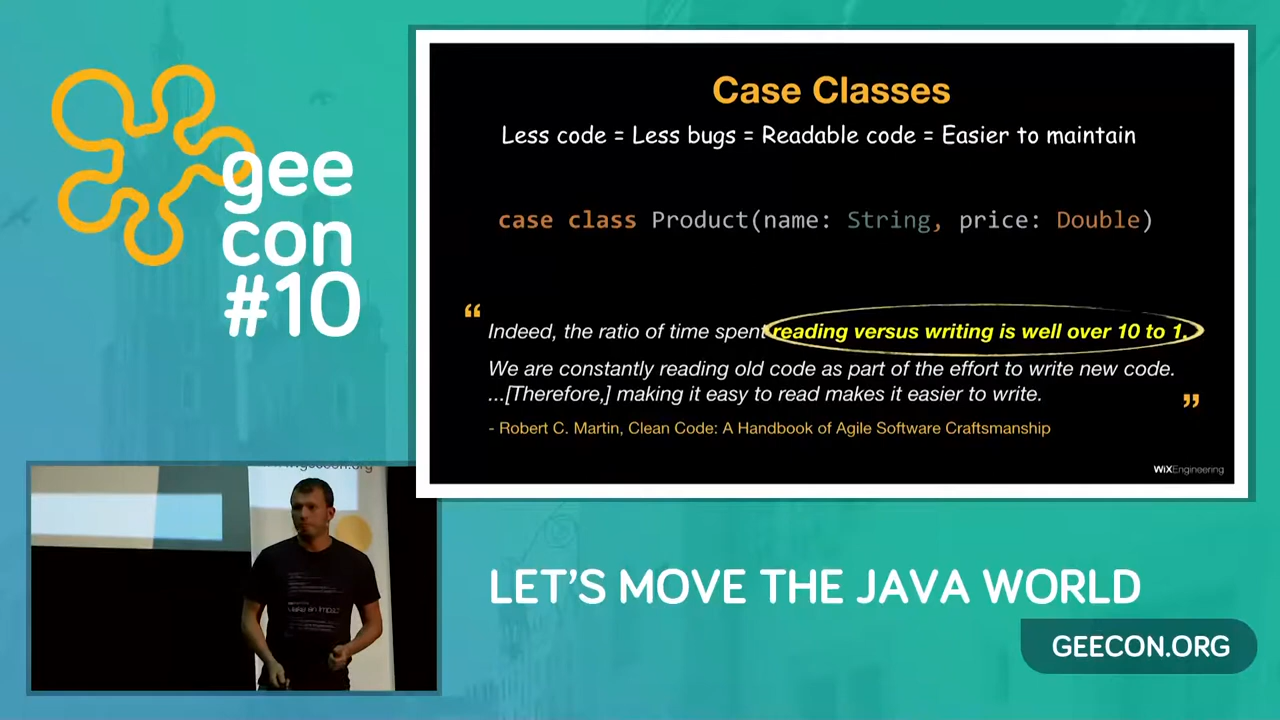 gee
con
#10
Case Classes
Less code = Less bugs = Readable code = Easier to maintain
case class Product(name: String, price: Double)
“
Indeed, the ratio of time spent reading versus writing is well over 10 to 1.
We are constantly reading old code as part of the effort to write new code.
...[Therefore,] making it easy to read makes it easier to write.
”
- Robert C. Martin, Clean Code: A Handbook of Agile Software Craftsmanship
WiXEngineering
geecon.org
LET'S MOVE THE JAVA WORLD
GEECON.ORG